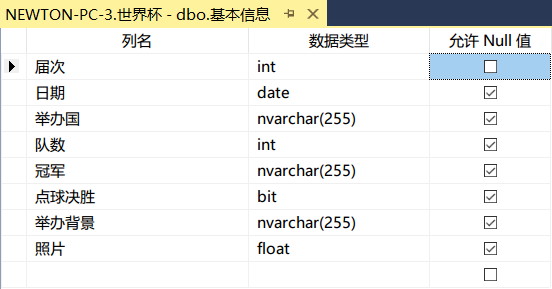 NEWTON-PC-3.世界杯 - dbo.基本信息
列名 数据类型 允许 Null 值
届次 int
日期 date
举办国 nvarchar(255)
队数 int
冠军 nvarchar(255)
点球决胜 bit
举办背景 nvarchar(255)
照片 float